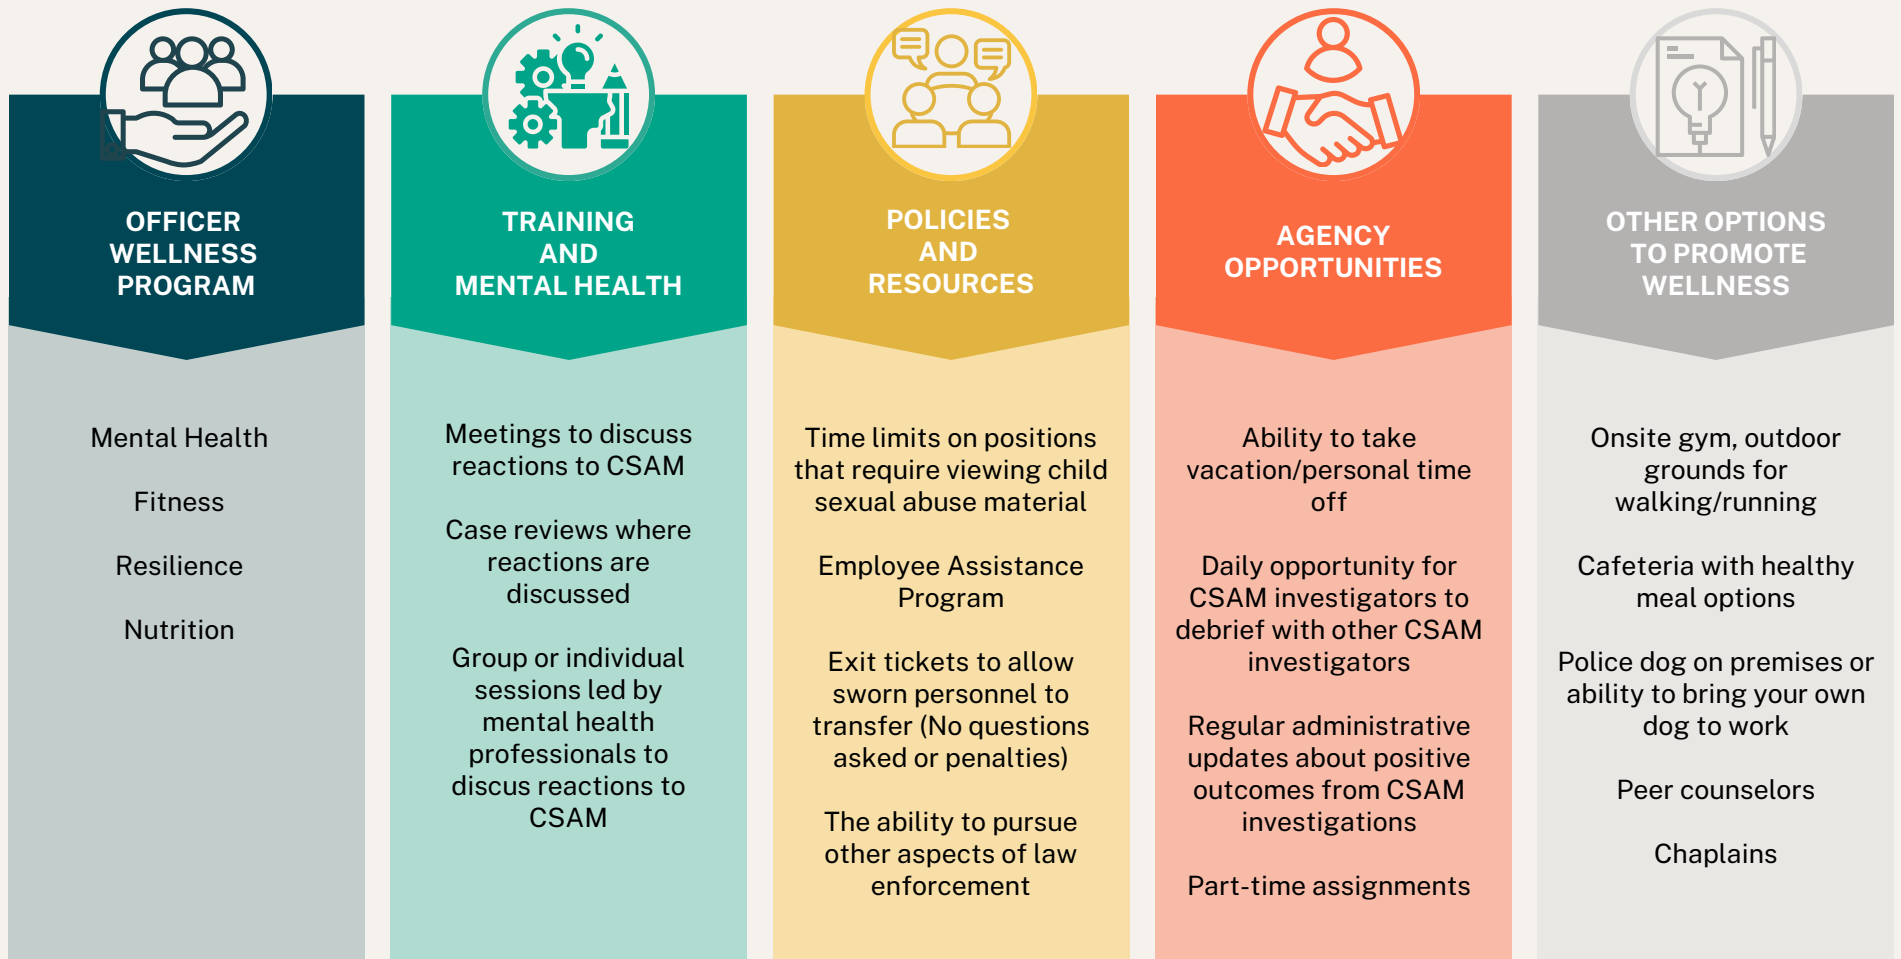 OFFICER
WELLNESS
PROGRAM
Mental Health
Fitness
Resilience
Nutrition
TRAINING
AND
MENTAL HEALTH
Meetings to discuss
reactions to CSAM
Case reviews where
reactions are
discussed
Group or individual
sessions led by
mental health
professionals to
discus reactions to
CSAM
POLICIES
AND
RESOURCES
Time limits on positions
that require viewing child
sexual abuse material
Employee Assistance
Program
Exit tickets to allow
sworn personnel to
transfer (No questions
asked or penalties)
The ability to pursue
other aspects of law
enforcement
AGENCY
OPPORTUNITIES
Ability to take
vacation/personal time
off
Daily opportunity for
CSAM investigators to
debrief with other CSAM
investigators
Regular administrative
updates about positive
outcomes from CSAM
investigations
Part-time assignments
OTHER OPTIONS
TO PROMOTE
WELLNESS
Onsite gym, outdoor
grounds for
walking/running
Cafeteria with healthy
meal options
Police dog on premises or
ability to bring your own
dog to work
Peer counselors
Chaplains